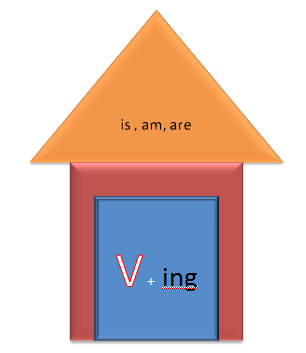 is , am, are
V + ing